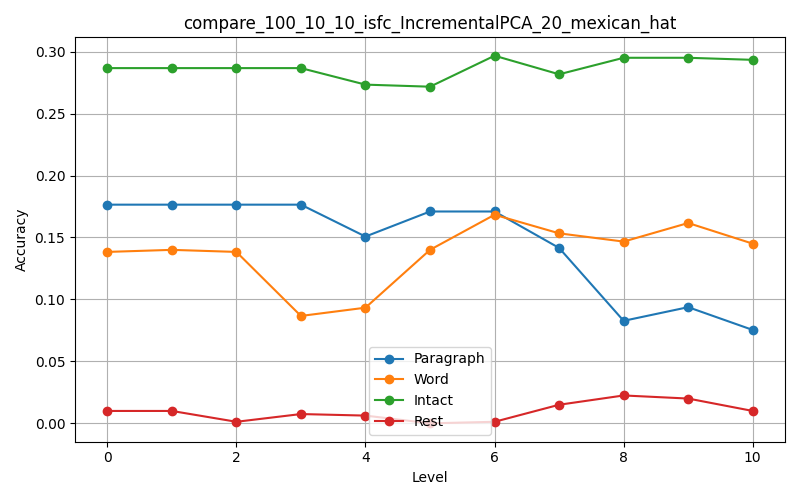 compare_100_10_10_isfc_IncrementalPCA_20_mexican_hat
0.30
0.25
0.20
0.15
0.10
0.05
0.00
Accuracy
Paragraph
Word
Intact
Rest
0 2 4 6 8 10
Level